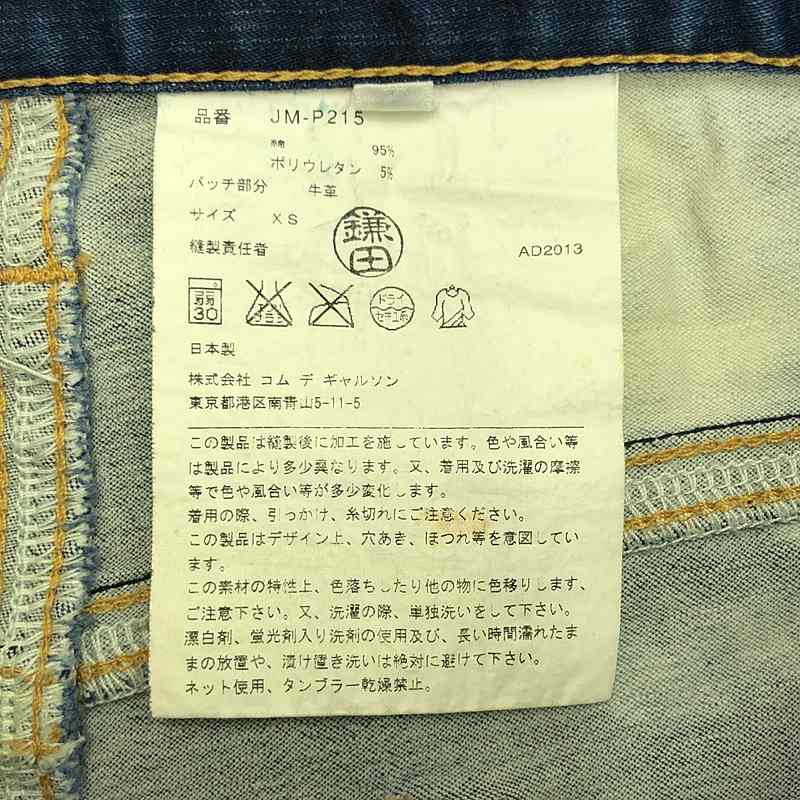 品番 JM-P215
綿 95%
ポリウレタン 5%
パッチ部分 牛革
サイズ XS
縫製責任者 鎌田 AD2013
弱 30 エンソサラシ ドライ セキユ系
日本製
株式会社 コム デ ギャルソン
東京都港区南青山5-11-5
この製品は縫製後に加工を施しています。色や風合い等
は製品により多少異なります。又、着用及び洗濯の摩擦
等で色や風合い等が多少変化します。
着用の際、引っかけ、糸切れにご注意ください。
この製品はデザイン上、穴あき、ほつれ等を意図してい
ます。
この素材の特性上、色落ちしたり他の物に色移りします、
ご注意下さい。又、洗濯の際、単独洗いをして下さい。
漂白剤、蛍光剤入り洗剤の使用及び、長い時間濡れたま
まの放置や、漬け置き洗いは絶対に避けて下さい。
ネット使用、タンブラー乾燥禁止。